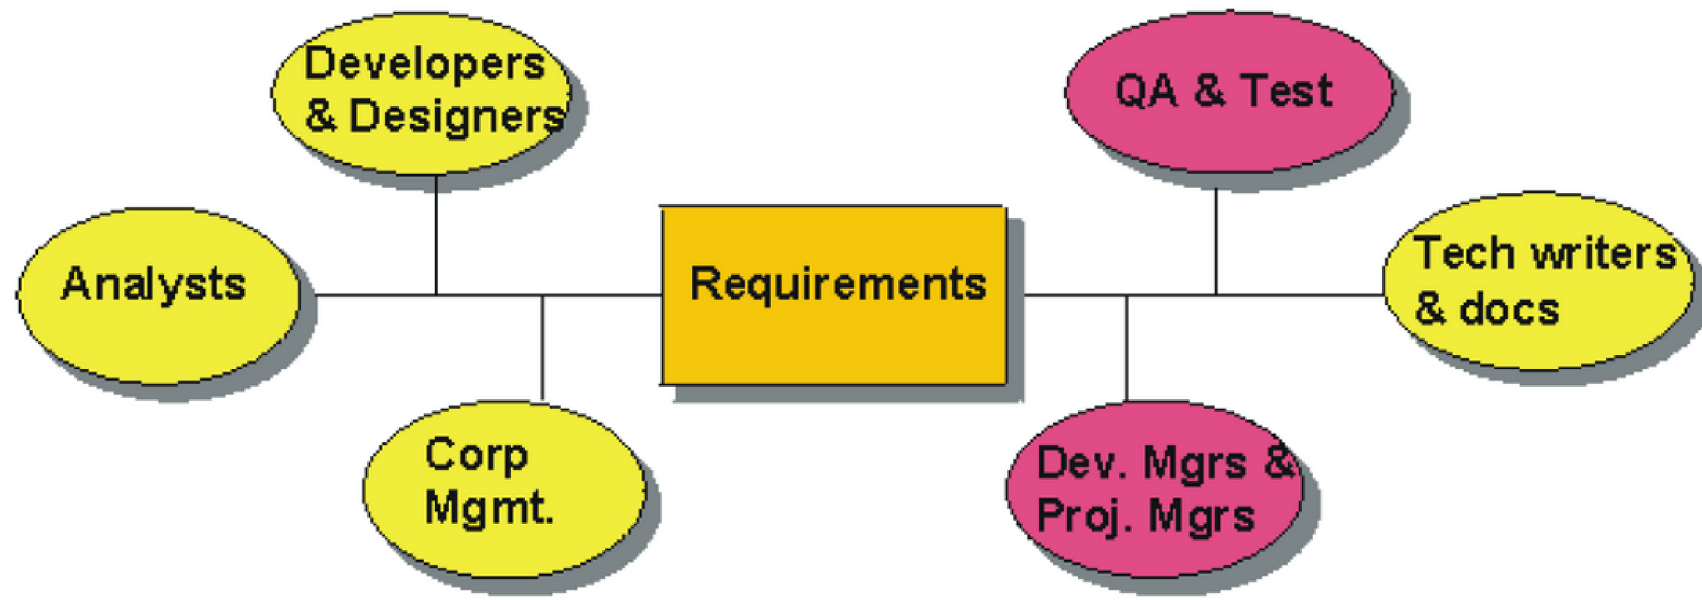 Developers
& Designers
QA & Test
Analysts
Requirements
Tech writers
& docs
Corp
Mgmt.
Dev. Mgrs &
Proj. Mgrs